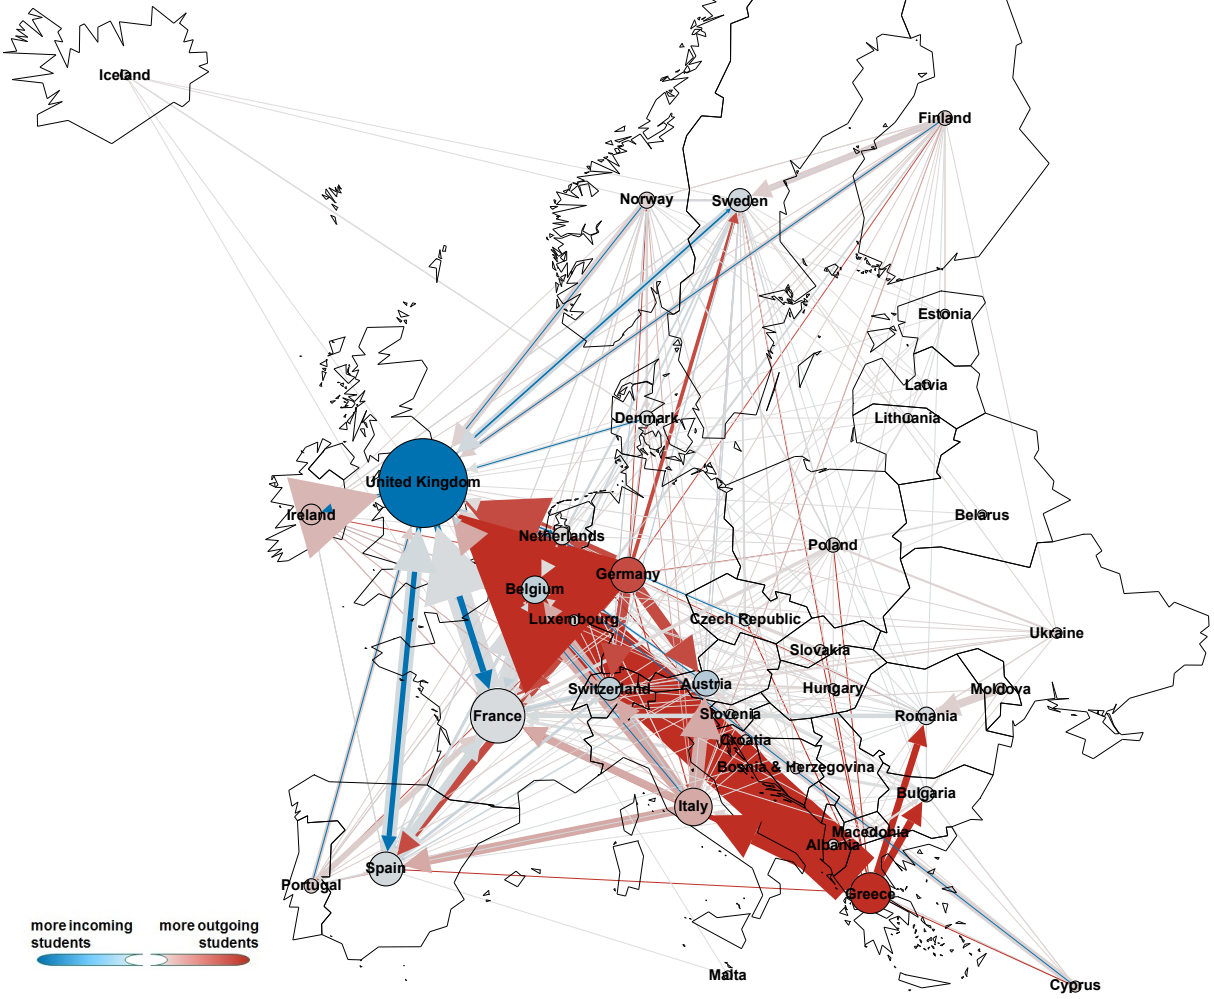 Iceland
Finland
Norway
Sweden
Estonia
Latvia
Denmark
Lithuania
United Kingdom
Ireland
Belarus
Netherlands
Poland
Germany
Belgium
Luxembourg
Czech Republic
Ukraine
Slovakia
Switzerland
Austria
Hungary
Moldova
France
Slovenia
Romania
Croatia
Bosnia & Herzegovina
Bulgaria
Italy
Macedonia
Albania
Spain
Portugal
Greece
more incoming
students
more outgoing
students
Malta
Cyprus